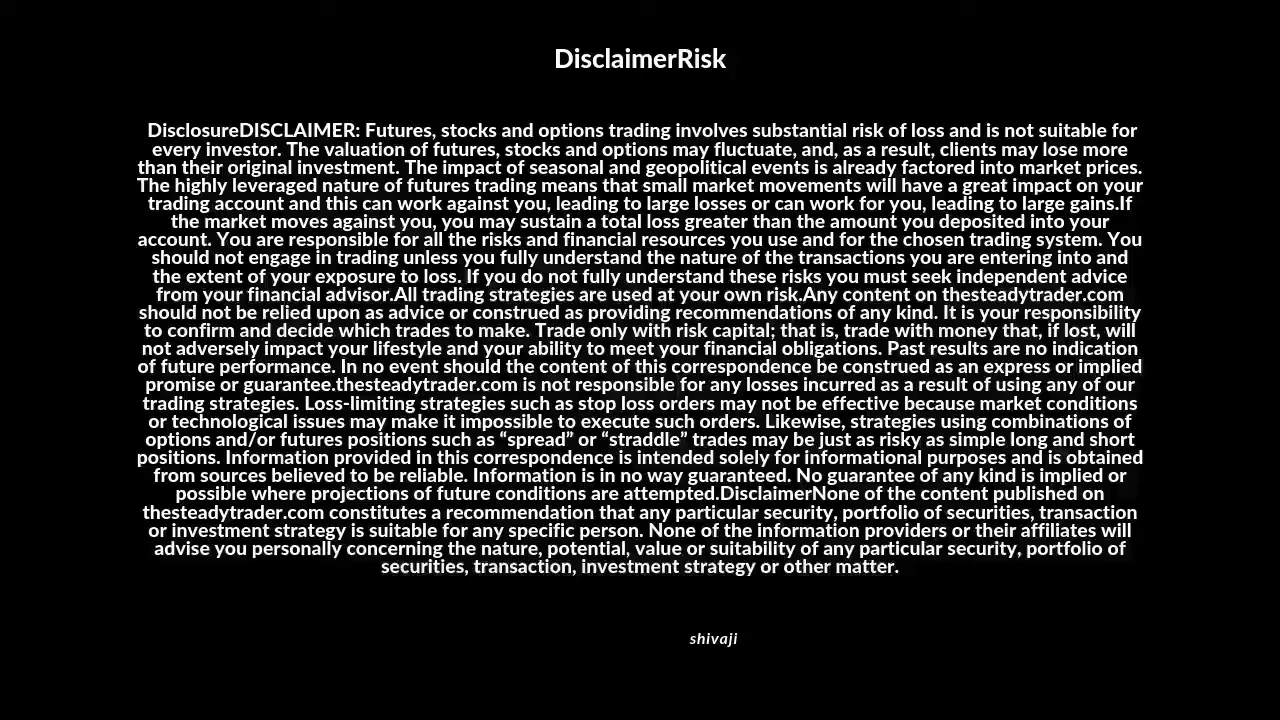 DisclaimerRisk
DisclosureDISCLAIMER: Futures, stocks and options trading involves substantial risk of loss and is not suitable for
every investor. The valuation of futures, stocks and options may fluctuate, and, as a result, clients may lose more
than their original investment. The impact of seasonal and geopolitical events is already factored into market prices.
The highly leveraged nature of futures trading means that small market movements will have a great impact on your
trading account and this can work against you, leading to large losses or can work for you, leading to large gains.If
the market moves against you, you may sustain a total loss greater than the amount you deposited into your
account. You are responsible for all the risks and financial resources you use and for the chosen trading system. You
should not engage in trading unless you fully understand the nature of the transactions you are entering into and
the extent of your exposure to loss. If you do not fully understand these risks you must seek independent advice
from your financial advisor.All trading strategies are used at your own risk.Any content on thesteadytrader.com
should not be relied upon as advice or construed as providing recommendations of any kind. It is your responsibility
to confirm and decide which trades to make. Trade only with risk capital; that is, trade with money that, if lost, will
not adversely impact your lifestyle and your ability to meet your financial obligations. Past results are no indication
of future performance. In no event should the content of this correspondence be construed as an express or implied
promise or guarantee.thesteadytrader.com is not responsible for any losses incurred as a result of using any of our
trading strategies. Loss-limiting strategies such as stop loss orders may not be effective because market conditions
or technological issues may make it impossible to execute such orders. Likewise, strategies using combinations of
options and/or futures positions such as “spread” or “straddle” trades may be just as risky as simple long and short
positions. Information provided in this correspondence is intended solely for informational purposes and is obtained
from sources believed to be reliable. Information is in no way guaranteed. No guarantee of any kind is implied or
possible where projections of future conditions are attempted.DisclaimerNone of the content published on
thesteadytrader.com constitutes a recommendation that any particular security, portfolio of securities, transaction
or investment strategy is suitable for any specific person. None of the information providers or their affiliates will
advise you personally concerning the nature, potential, value or suitability of any particular security, portfolio of
securities, transaction, investment strategy or other matter.
shivaji